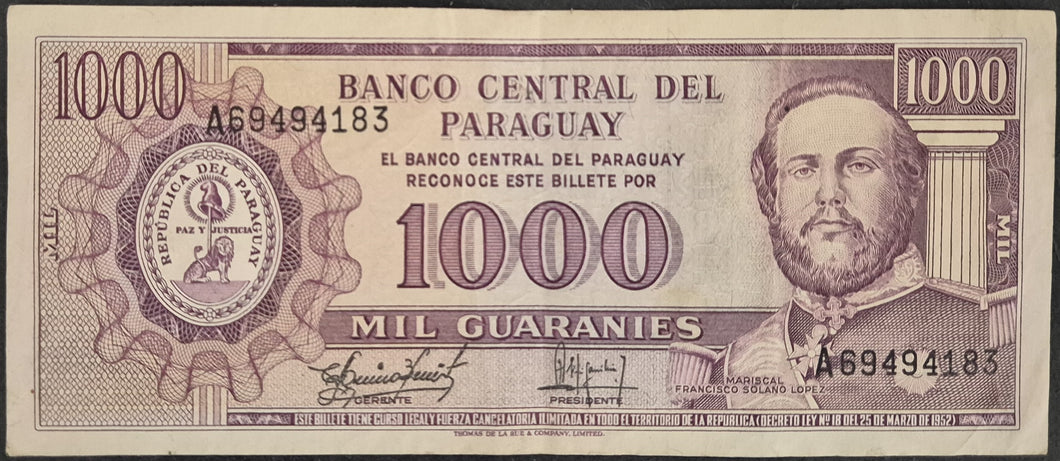 1000
BANCO CENTRAL DEL
PARAGUAY
1000
A69494183
EL BANCO CENTRAL DEL PARAGUAY
RECONOCE ESTE BILLETE POR
REPÚBLICA DEL PARAGUAY
PAZ Y JUSTICIA
MIL
1000
MIL
MIL GUARANIES
GERENTE
PRESIDENTE
MARISCAL
FRANCISCO SOLANO LOPEZ
A69494183
ESTE BILLETE TIENE CURSO LEGAL Y FUERZA CANCELATORIA ILIMITADA EN TODO EL TERRITORIO DE LA REPUBLICA (DECRETO LEY Nº 18 DEL 25 DE MARZO DE 1952)
THOMAS DE LA RUE & COMPANY, LIMITED.